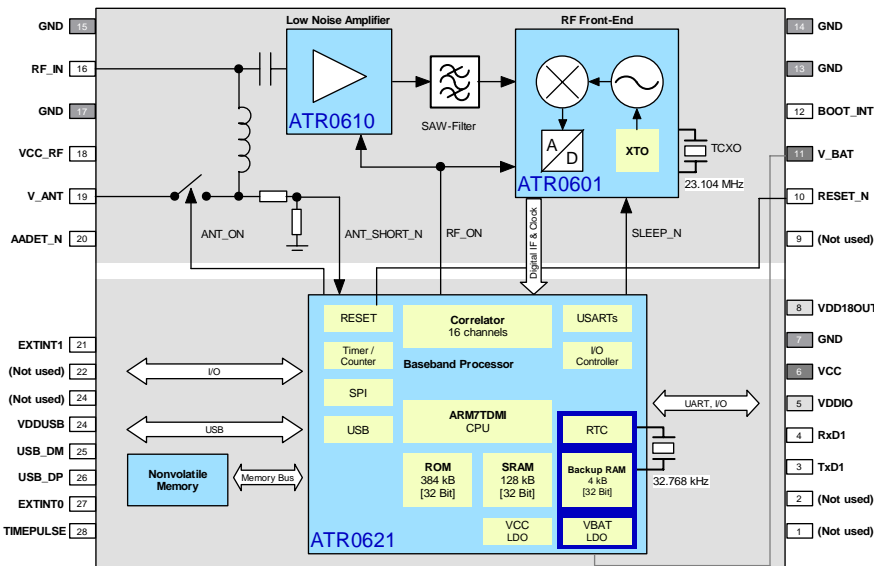 Low Noise Amplifier
RF Front-End
GND 15
RF_IN 16
GND 17
VCC_RF 18
V_ANT 19
AADET_N 20
14 GND
13 GND
12 BOOT_INT
11 V_BAT
10 RESET_N
9 (Not used)
ATR0610
SAW-Filter
A
D
XTO
ATR0601
TCXO
23.104 MHz
ANT_ON
ANT_SHORT_N
RF_ON
Digital IF & Clock
SLEEP_N
EXTINT1 21
(Not used) 22
(Not used) 24
VDDUSB 24
USB_DM 25
USB_DP 26
EXTINT0 27
TIMEPULSE 28
8 VDD18OUT
7 GND
6 VCC
5 VDDIO
4 RxD1
3 TxD1
2 (Not used)
1 (Not used)
I/O
USB
Nonvolatile
Memory
Memory Bus
RESET
Correlator
16 channels
USARTs
Timer /
Counter
Baseband Processor
I/O
Controller
SPI
USB
ARM7TDMI
CPU
RTC
ROM
384 kB
[32 Bit]
SRAM
128 kB
[32 Bit]
Backup RAM
4 kB
[32 Bit]
VCC
LDO
VBAT
LDO
ATR0621
UART, I/O
32.768 kHz